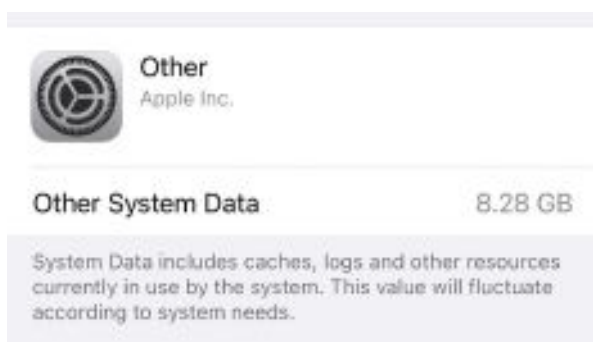 Other
Apple Inc.
Other System Data 8.28 GB
System Data includes caches, logs and other resources
currently in use by the system. This value will fluctuate
according to system needs.